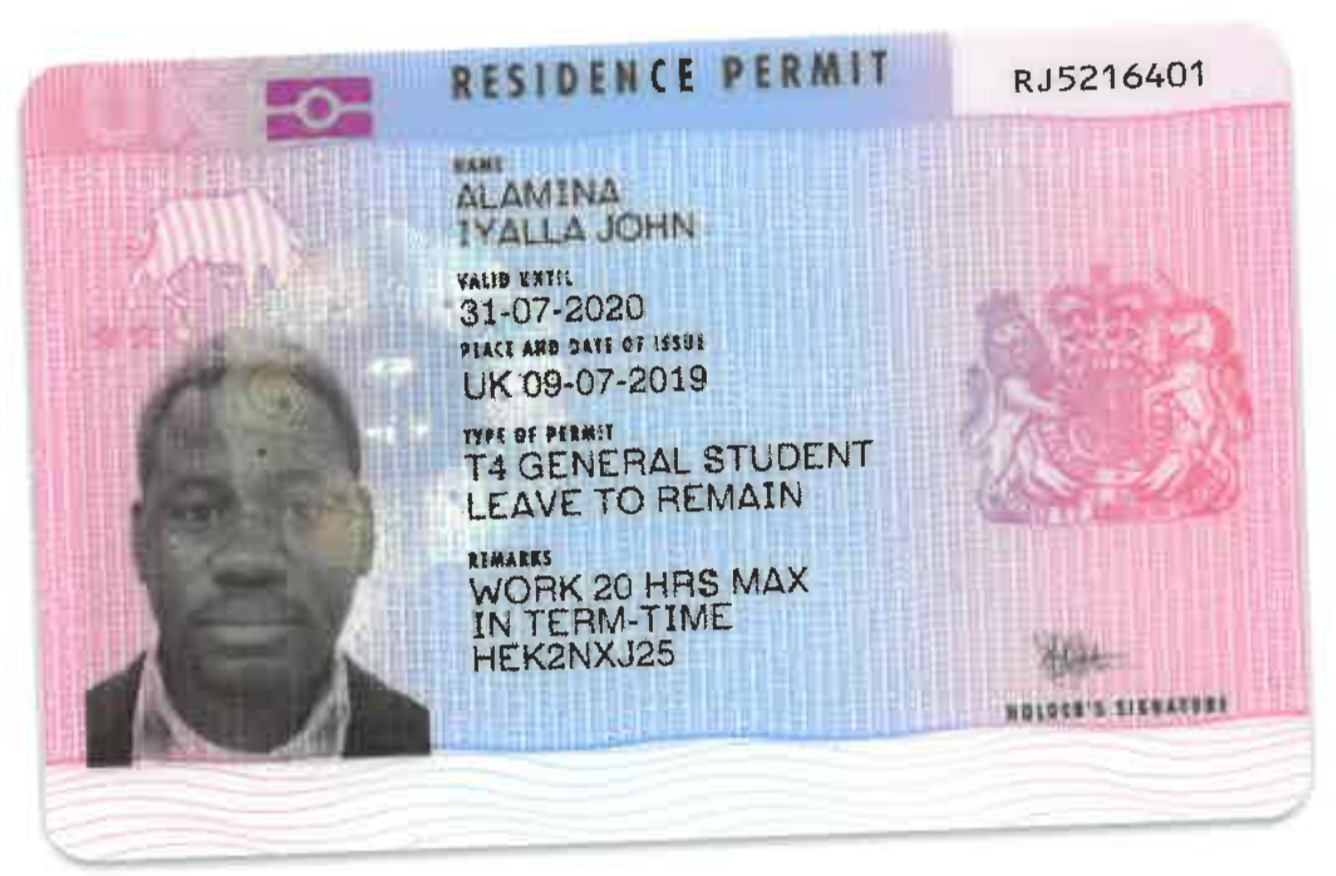 RESIDENCE PERMIT
RJ5216401
NAME
ALAMINA
IYALLA JOHN
VALID UNTIL
31-07-2020
PLACE AND DATE OF ISSUE
UK 09-07-2019
TYPE OF PERMIT
T4 GENERAL STUDENT
LEAVE TO REMAIN
REMARKS
WORK 20 HRS MAX
IN TERM-TIME
HEK2NXJ25
HOLDER'S SIGNATURE